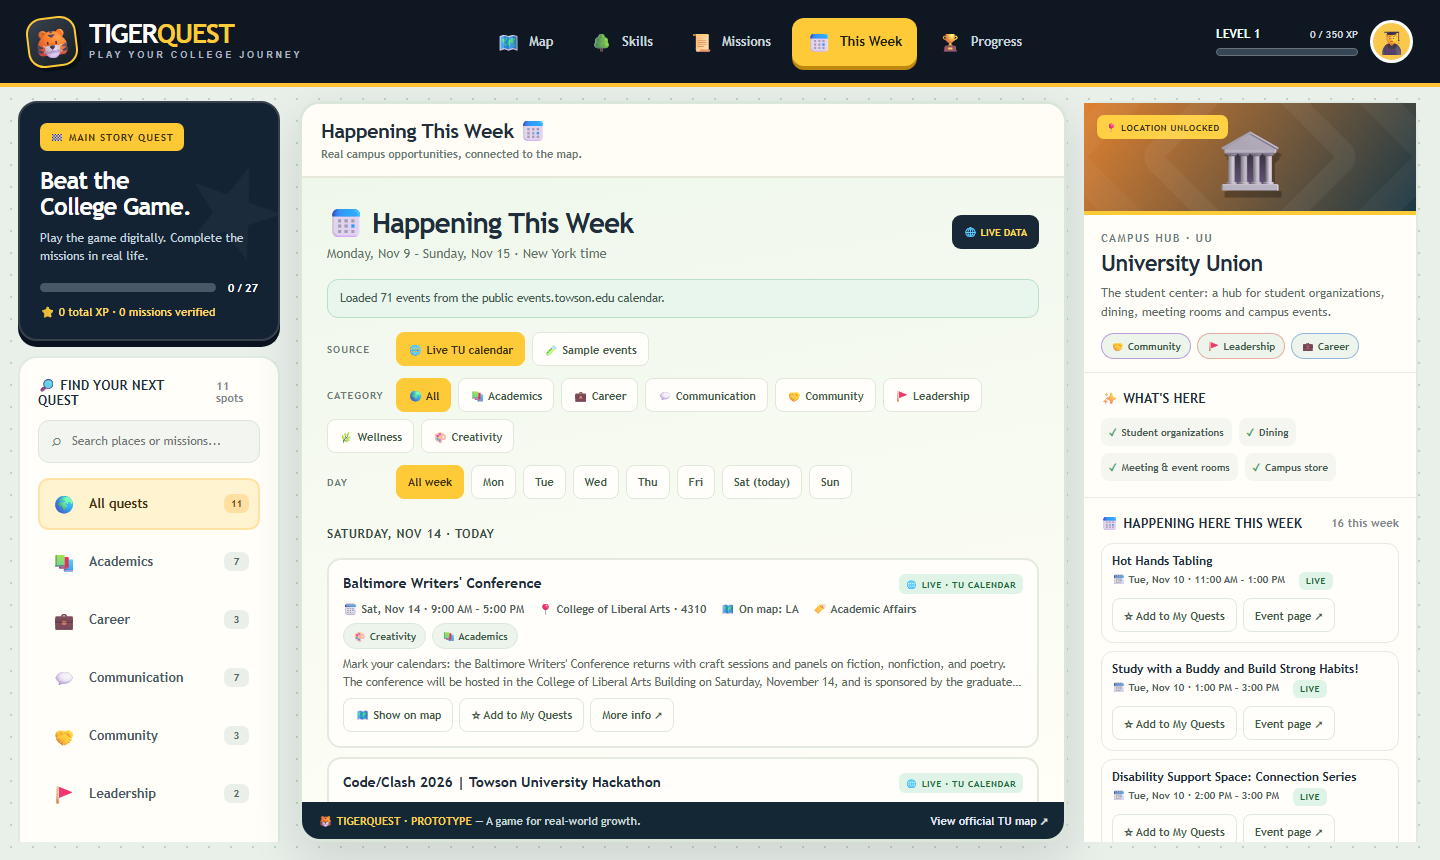 TIGERQUEST
PLAY YOUR COLLEGE JOURNEY
Map
Skills
Missions
This Week
Progress
LEVEL 1
0 / 350 XP
MAIN STORY QUEST
Beat the
College Game.
Play the game digitally. Complete the
missions in real life.
0 / 27
0 total XP · 0 missions verified
FIND YOUR NEXT
QUEST
11
spots
Search places or missions...
All quests
11
Academics
7
Career
3
Communication
7
Community
3
Leadership
2
Happening This Week
Real campus opportunities, connected to the map.
Happening This Week
Monday, Nov 9 - Sunday, Nov 15 · New York time
LIVE DATA
Loaded 71 events from the public events.towson.edu calendar.
SOURCE
Live TU calendar
Sample events
CATEGORY
All
Academics
Career
Communication
Community
Leadership
Wellness
Creativity
DAY
All week
Mon
Tue
Wed
Thu
Fri
Sat (today)
Sun
SATURDAY, NOV 14 · TODAY
Baltimore Writers' Conference
LIVE · TU CALENDAR
Sat, Nov 14 · 9:00 AM - 5:00 PM
College of Liberal Arts · 4310
On map: LA
Academic Affairs
Creativity
Academics
Mark your calendars: the Baltimore Writers' Conference returns with craft sessions and panels on fiction, nonfiction, and poetry.
The conference will be hosted in the College of Liberal Arts Building on Saturday, November 14, and is sponsored by the graduate...
Show on map
☆ Add to My Quests
More info ↗
Code/Clash 2026 | Towson University Hackathon
LIVE · TU CALENDAR
TIGERQUEST · PROTOTYPE — A game for real-world growth.
View official TU map ↗
LOCATION UNLOCKED
CAMPUS HUB · UU
University Union
The student center: a hub for student organizations,
dining, meeting rooms and campus events.
Community
Leadership
Career
WHAT'S HERE
✓ Student organizations
✓ Dining
✓ Meeting & event rooms
✓ Campus store
HAPPENING HERE THIS WEEK
16 this week
Hot Hands Tabling
Tue, Nov 10 · 11:00 AM - 1:00 PM
LIVE
☆ Add to My Quests
Event page ↗
Study with a Buddy and Build Strong Habits!
Tue, Nov 10 · 1:00 PM - 3:00 PM
LIVE
☆ Add to My Quests
Event page ↗
Disability Support Space: Connection Series
Tue, Nov 10 · 2:00 PM - 3:00 PM
LIVE
☆ Add to My Quests
Event page ↗